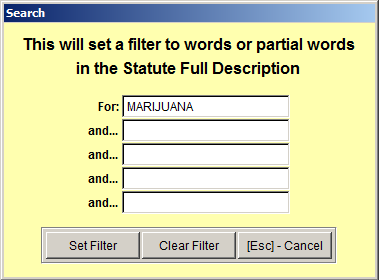 Search
This will set a filter to words or partial words
in the Statute Full Description
For: MARIJUANA
and...
and...
and...
and...
Set Filter Clear Filter [Esc] - Cancel